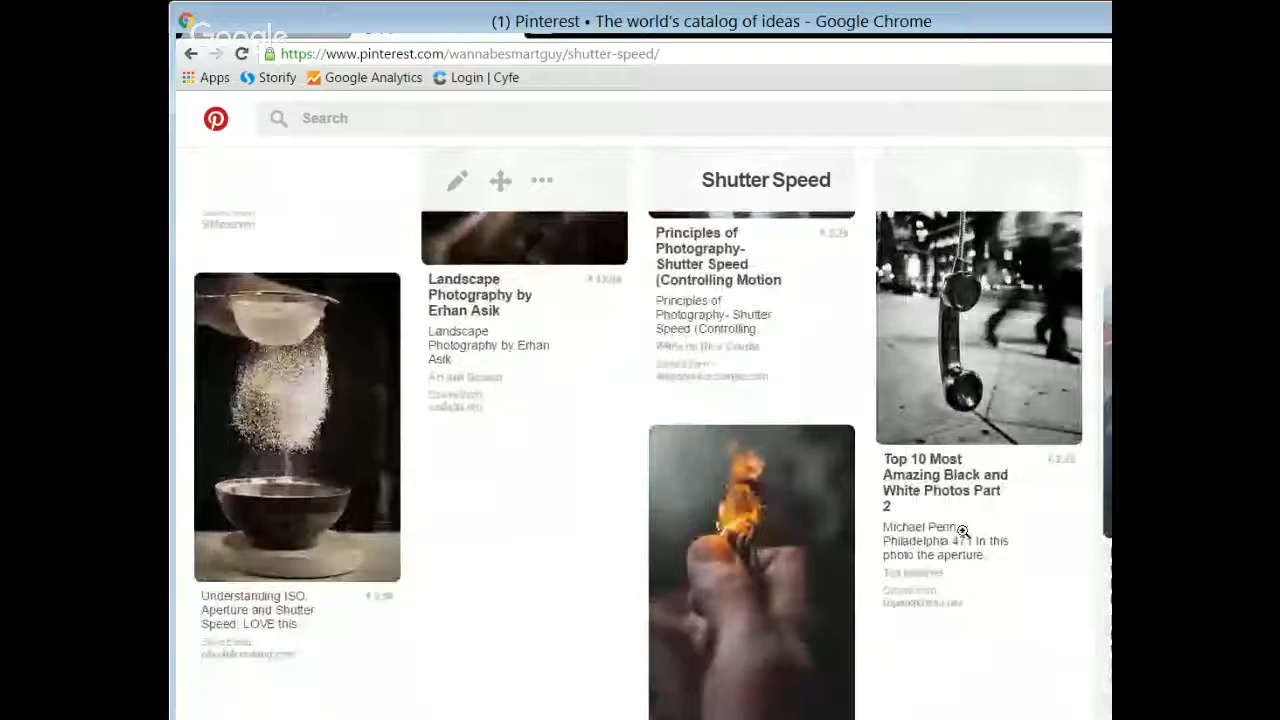 (1) Pinterest • The world's catalog of ideas - Google Chrome
Google
https://www.pinterest.com/wannabesmartguy/shutter-speed/
Apps Storify Google Analytics Login | Cyfe
Search
Shutter Speed
Landscape
Photography by
Erhan Asik
Landscape
Photography by Erhan
Asik
Principles of
Photography-
Shutter Speed
(Controlling Motion
Principles of
Photography- Shutter
Speed (Controlling
Top 10 Most
Amazing Black and
White Photos Part
2
Michael Penn
Philadelphia 471 In this
photo the aperture.
Understanding ISO,
Aperture and Shutter
Speed. LOVE this